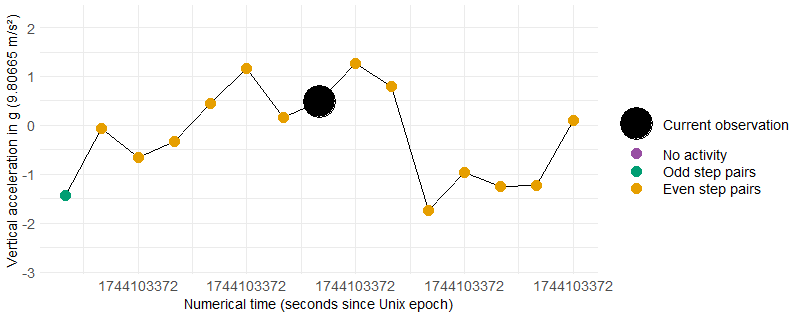 Vertical acceleration in g (9.80665 m/s²)
2
1
0
-1
-2
-3
1744103372 1744103372 1744103372 1744103372 1744103372
Numerical time (seconds since Unix epoch)
Current observation
No activity
Odd step pairs
Even step pairs